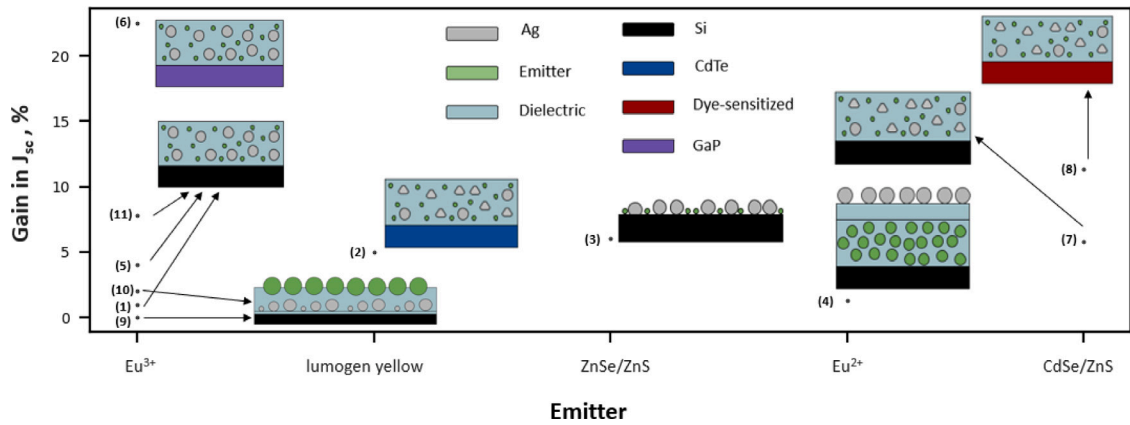 (6)
20
15
10
5
0
Gain in Jsc , %
Ag
Emitter
Dielectric
Si
CdTe
Dye-sensitized
GaP
(11)
(5)
(10)
(1)
(9)
(2)
(3)
(4)
(8)
(7)
Eu³⁺
lumogen yellow
ZnSe/ZnS
Eu²⁺
CdSe/ZnS
Emitter